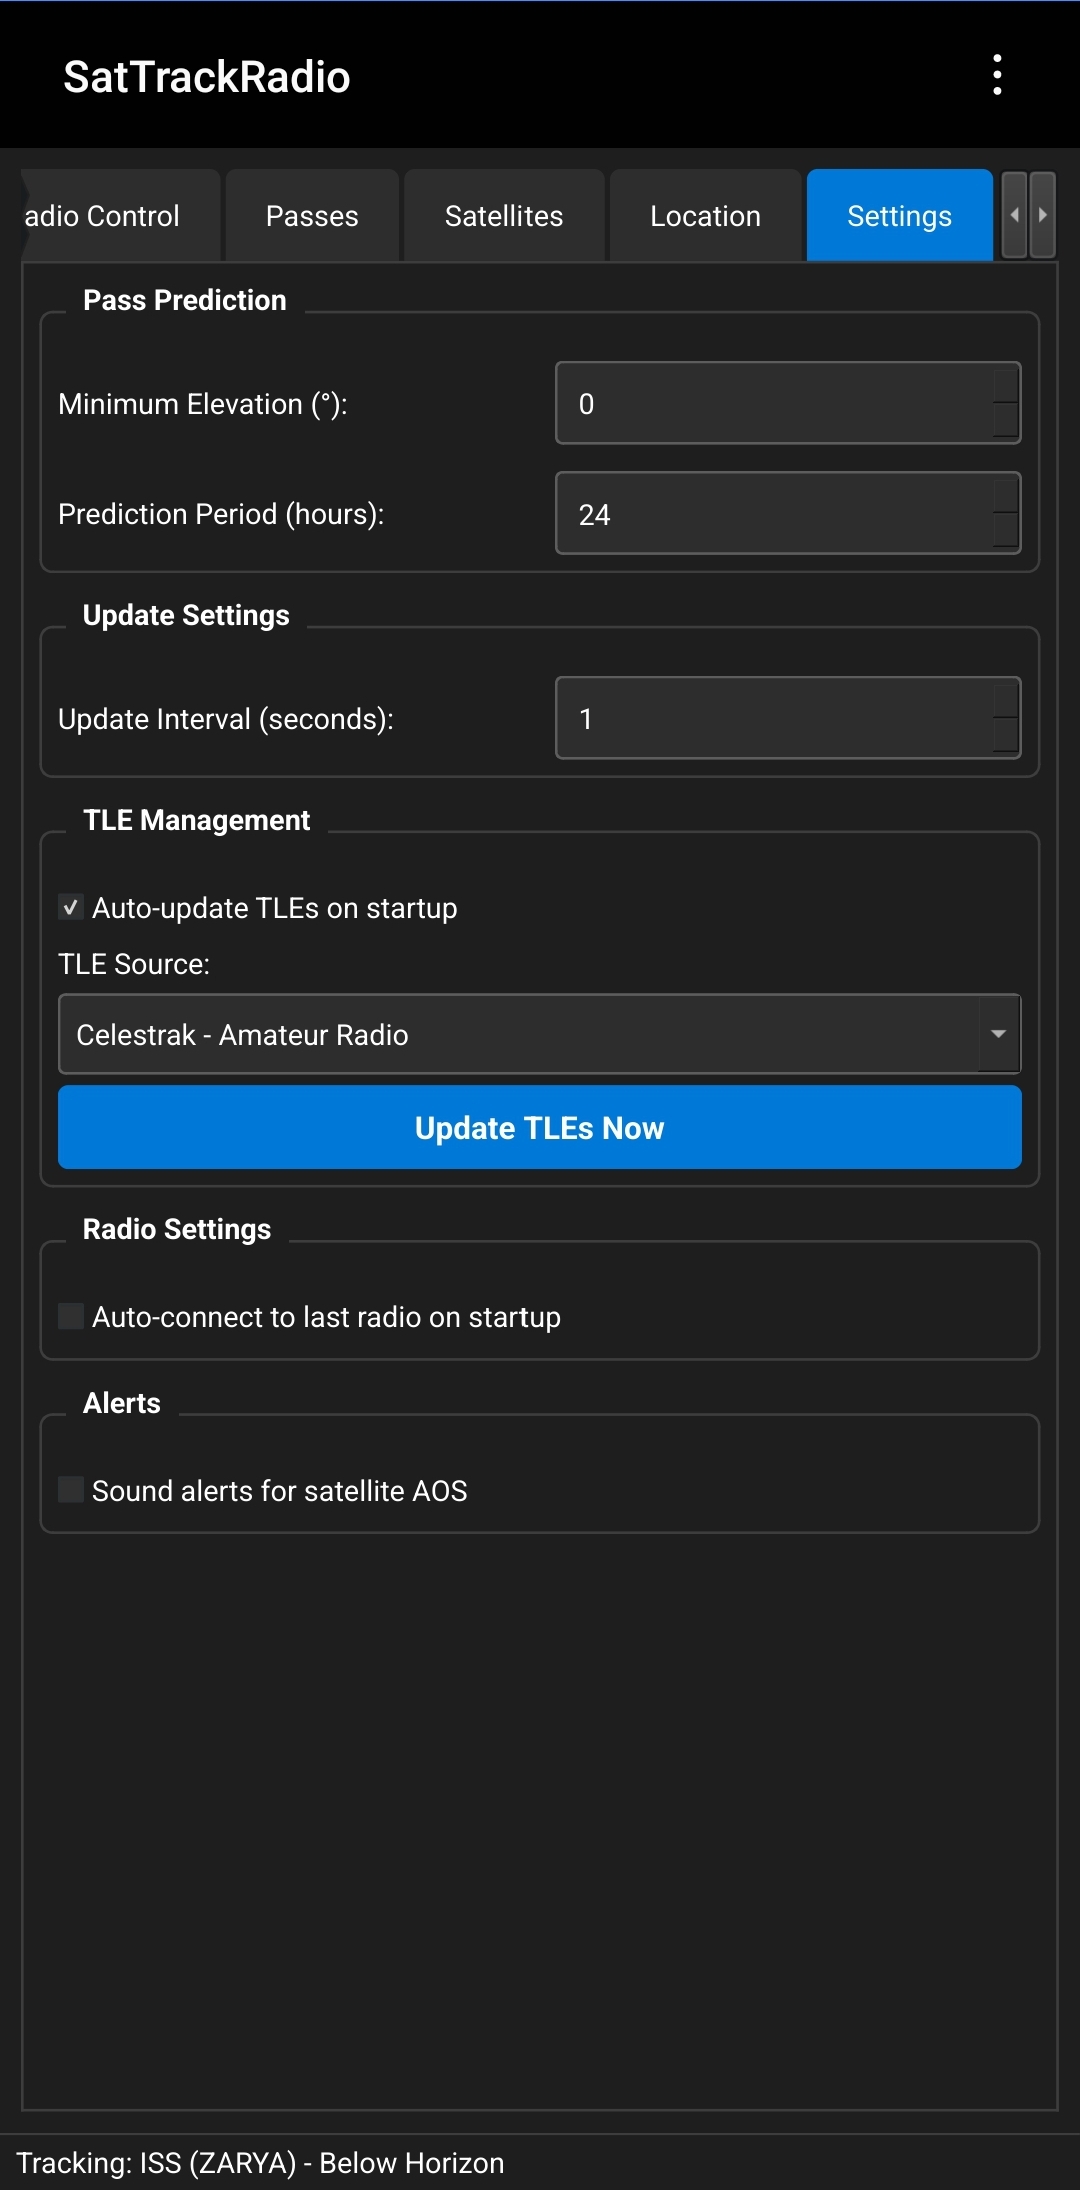 SatTrackRadio
adio Control
Passes
Satellites
Location
Settings
Pass Prediction
Minimum Elevation (°):
0
Prediction Period (hours):
24
Update Settings
Update Interval (seconds):
1
TLE Management
Auto-update TLEs on startup
TLE Source:
Celestrak - Amateur Radio
Update TLEs Now
Radio Settings
Auto-connect to last radio on startup
Alerts
Sound alerts for satellite AOS
Tracking: ISS (ZARYA) - Below Horizon